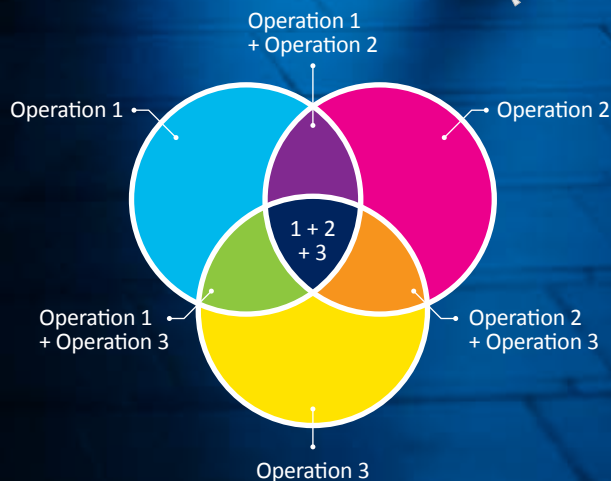 Operation 1
+ Operation 2
Operation 1
Operation 2
1 + 2
+ 3
Operation 1
+ Operation 3
Operation 2
+ Operation 3
Operation 3